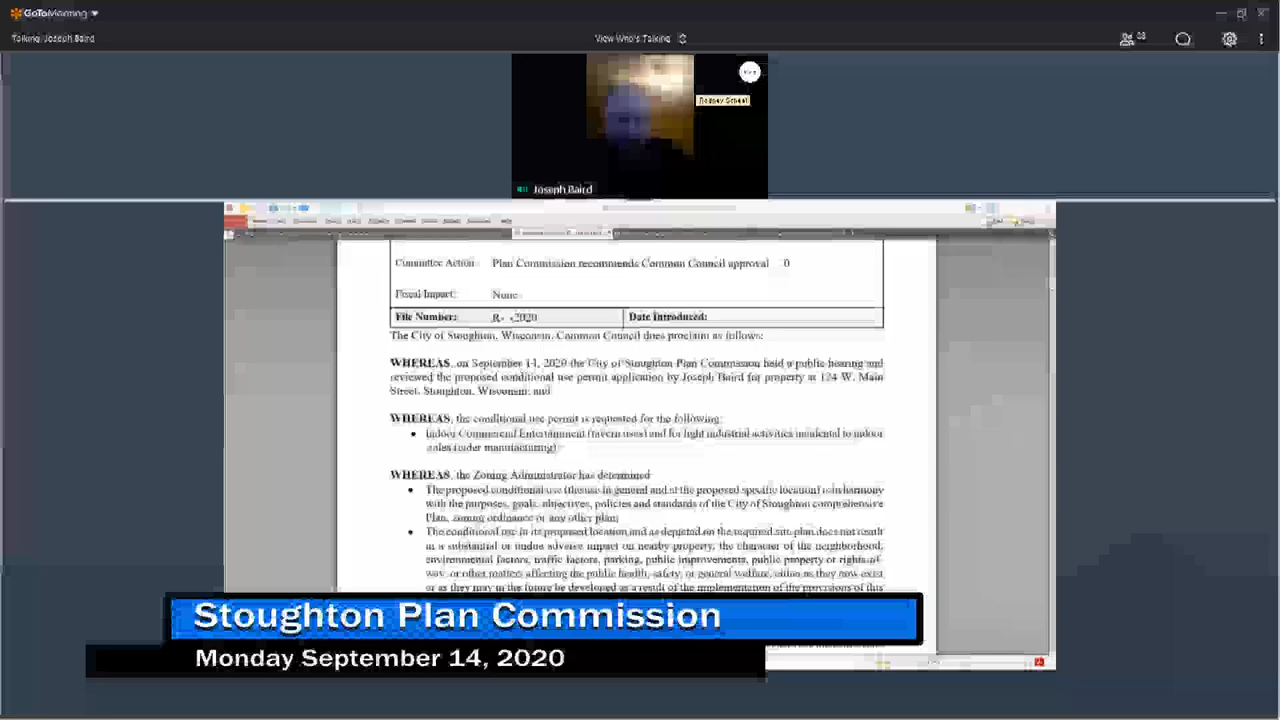 GoToMeeting
Talking: Joseph Baird
View Who's Talking
Joseph Baird
Committee Action Plan Commission recommends Common Council approval 0
Fiscal Impact: None
File Number: R- -2020 Date Introduced:
The City of Stoughton, Wisconsin, Common Council does proclaim as follows:
WHEREAS, on September 14, 2020 the City of Stoughton Plan Commission held a public hearing and
reviewed the proposed conditional use permit application by Joseph Baird for property at 124 W. Main
Street, Stoughton, Wisconsin; and
WHEREAS, the conditional use permit is requested for the following:
• Indoor Commercial Entertainment (tavern uses) and for light industrial activities incidental to indoor
sales (cider manufacturing)
WHEREAS, the Zoning Administrator has determined
• The proposed conditional use (the use in general and at the proposed specific location) is in harmony
with the purposes, goals, objectives, policies and standards of the City of Stoughton comprehensive
Plan, zoning ordinance or any other plan;
• The conditional use in its proposed location and as depicted on the required site plan does not result
in a substantial or undue adverse impact on nearby property, the character of the neighborhood,
environmental factors, traffic factors, parking, public improvements, public property or rights-of-
way, or other matters affecting the public health, safety, or general welfare, either as they now exist
or as they may in the future be developed as a result of the implementation of the provisions of this
Stoughton Plan Commission
Monday September 14, 2020